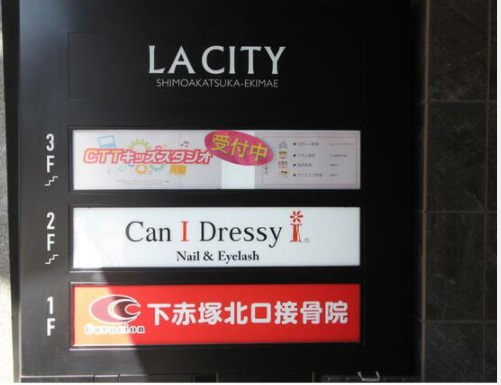 LA CITY
SHIMOAKATSUKA-EKIMAE
3F
CTTキッズスタジオ
受付中
2F
Can I Dressy i
Nail & Eyelash
1F
Caracion
下赤塚北口接骨院